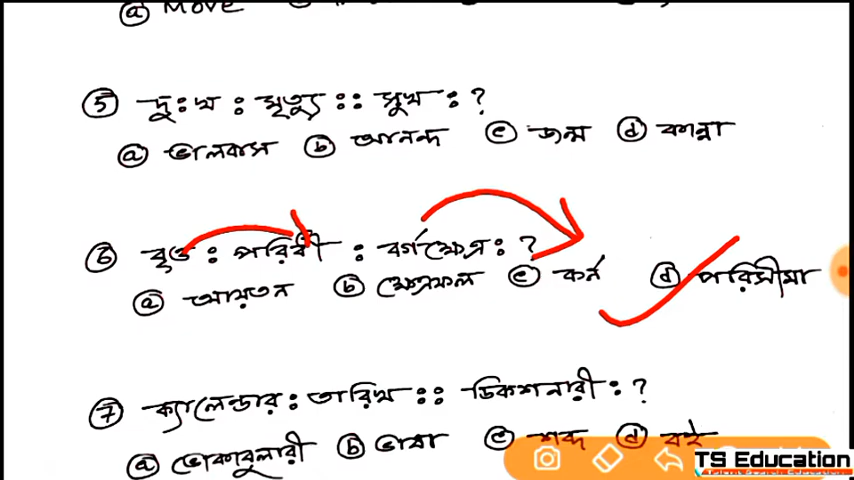 ⓐ Move
⑤ দুঃখ : মৃত্যু :: সুখ : ?
ⓐ ভালবাস ⓑ আনন্দ ⓒ জন্ম ⓓ কান্না
⑥ বৃত্ত : পরিধী : বর্গক্ষেত্র : ?
ⓐ আয়তন ⓑ ক্ষেত্রফল ⓒ কর্ন ⓓ পরিসীমা
⑦ ক্যালেন্ডার : তারিখ :: ডিকশনারী : ?
ⓐ ভোকাবুলারী ⓑ ভাষা ⓒ শব্দ ⓓ বই
TS Education